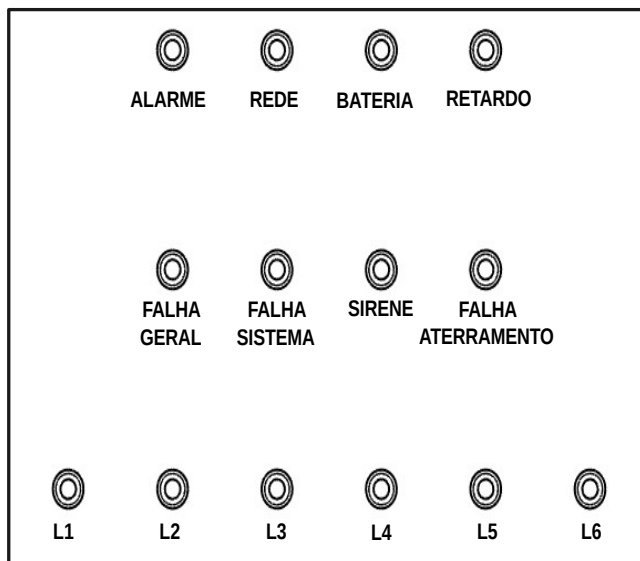 ALARME REDE BATERIA RETARDO
FALHA FALHA SIRENE FALHA
GERAL SISTEMA ATERRAMENTO
L1 L2 L3 L4 L5 L6